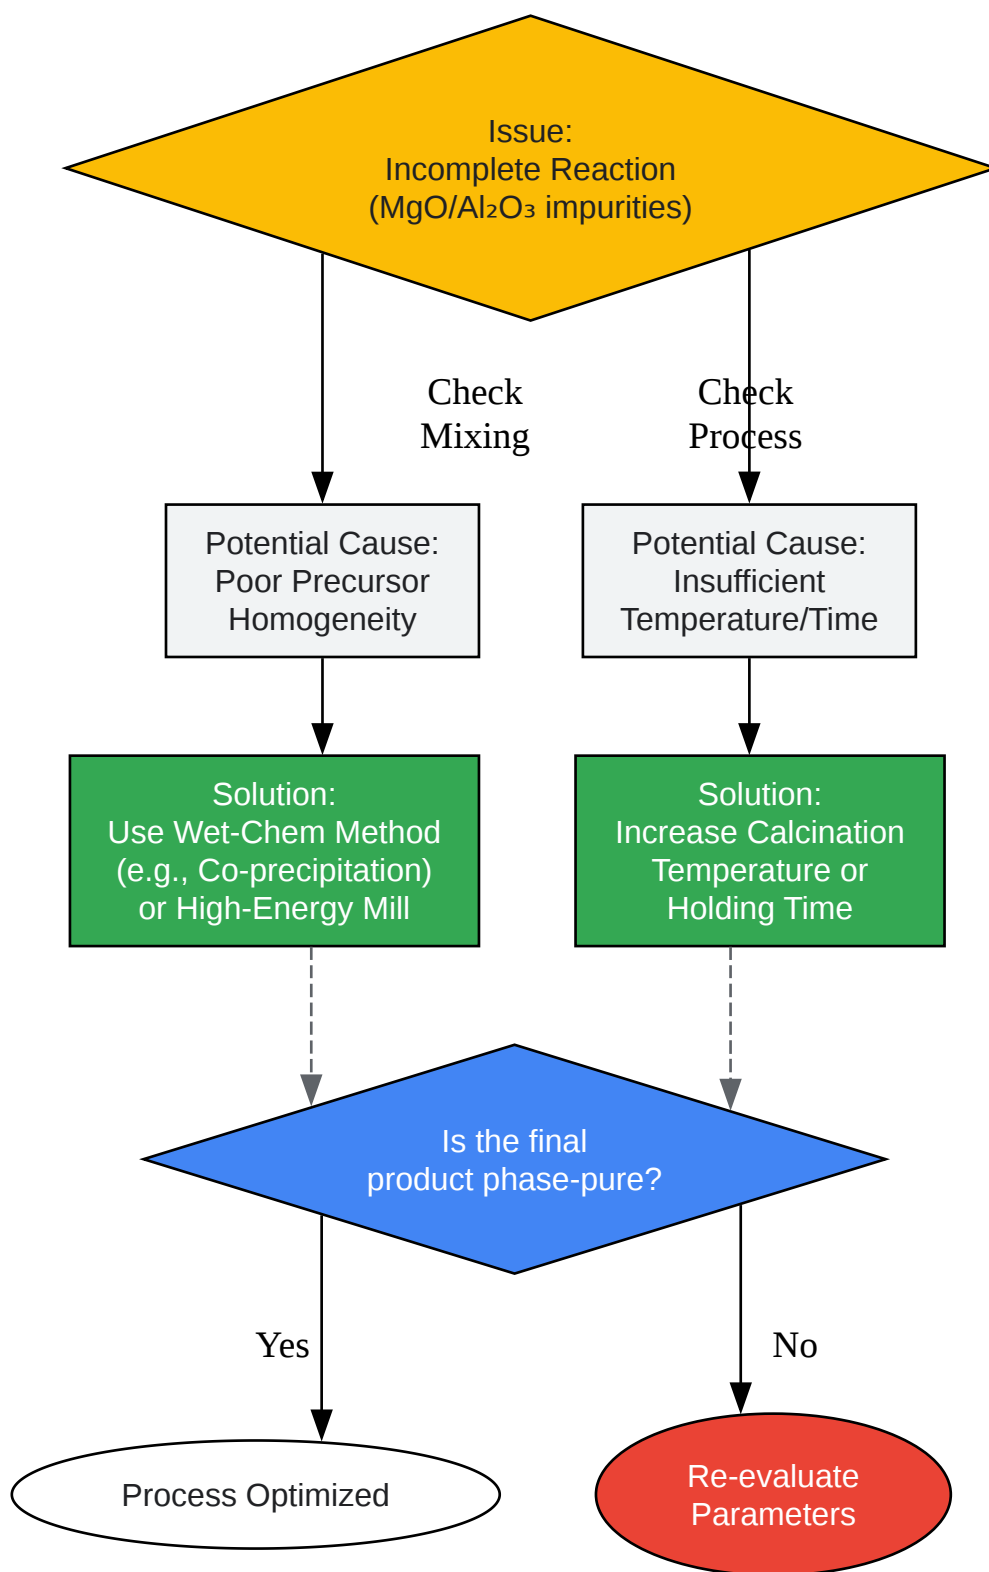 Issue:
Incomplete Reaction
(MgO/Al₂O₃ impurities)
Check
Mixing
Check
Process
Potential Cause:
Poor Precursor
Homogeneity
Potential Cause:
Insufficient
Temperature/Time
Solution:
Use Wet-Chem Method
(e.g., Co-precipitation)
or High-Energy Mill
Solution:
Increase Calcination
Temperature or
Holding Time
Is the final
product phase-pure?
Yes
No
Process Optimized
Re-evaluate
Parameters